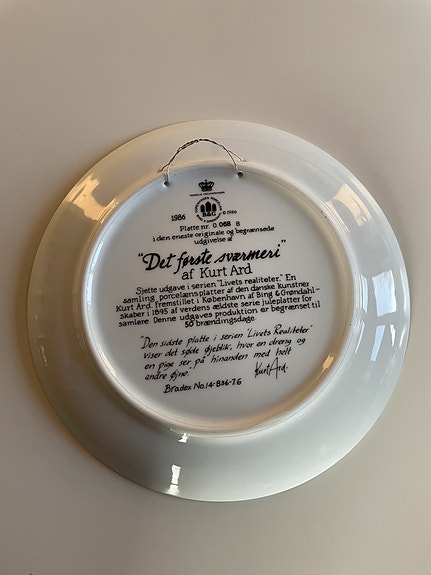 1986
B&G
© 1986
Platte nr. 0.088 B
i den eneste originale og begrænsede
udgivelse af
"Det første sværmeri"
af Kurt Ard
Sjette udgave i serien "Livets realiteter." En
samling porcelænsplatter af den danske kunstner
Kurt Ard. fremstillet i København af Bing & Grøndahl-
skaber i 1895 af verdens ældste serie juleplatter for
samlere Denne udgaves produktion er begrænset til
50 brændingsdage.
"Den sidste platte i serien 'Livets Realiteter'
viser det søde øjeblik, hvor en dreng og
en pige ser på hinanden med helt
andre øjne."
Kurt Ard.
Bradex No. 14-B36-7.6